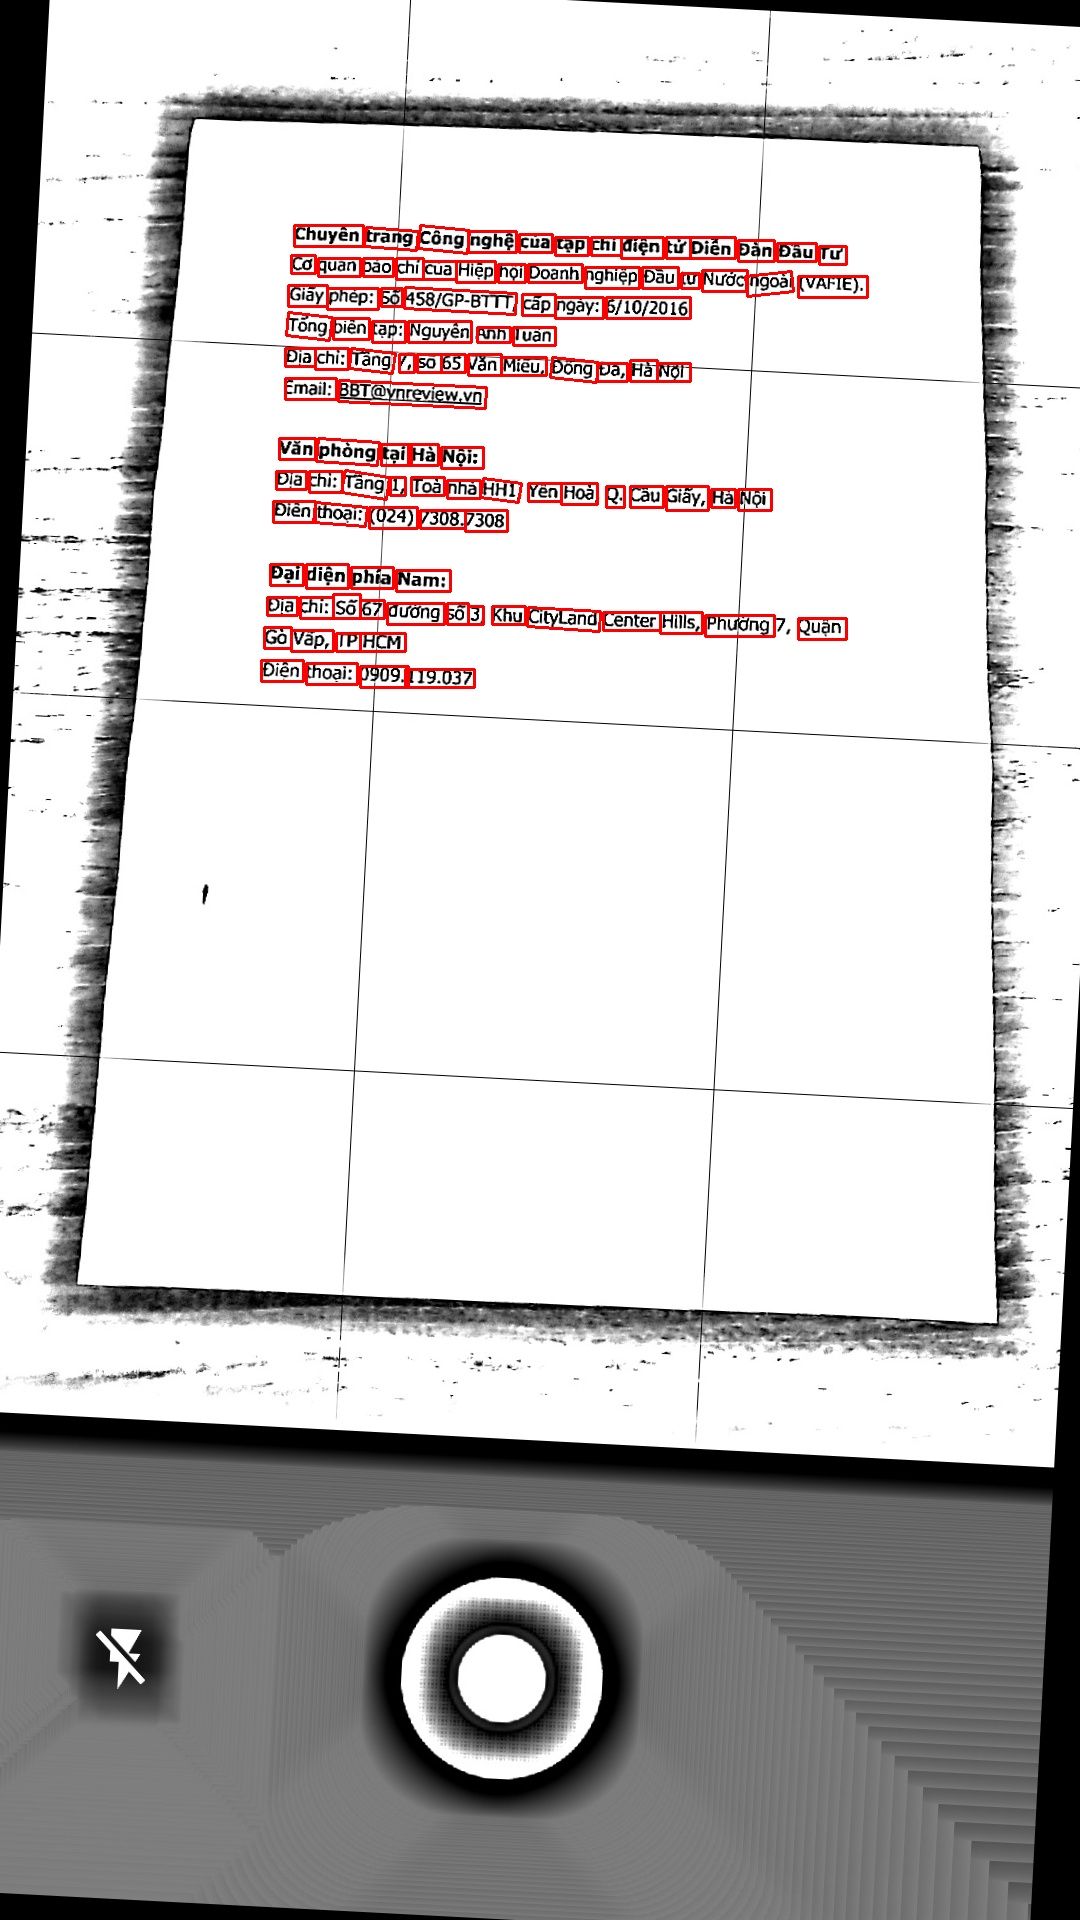 Chuyên trang Công nghệ của tạp chí điện tử Diễn Đàn Đầu Tư
Cơ quan báo chí của Hiệp hội Doanh nghiệp Đầu tư Nước ngoài (VAFIE).
Giấy phép: Số 458/GP-BTTT, cấp ngày: 6/10/2016
Tổng biên tập: Nguyễn Anh Tuấn
Địa chỉ: Tầng 7, số 65 Văn Miếu, Đống Đa, Hà Nội
Email: BBT@vnreview.vn
Văn phòng tại Hà Nội:
Địa chỉ: Tầng 1, Toà nhà HH1, Yên Hoà Q. Cầu Giấy, Hà Nội
Điện thoại: (024) 7308.7308
Đại diện phía Nam:
Địa chỉ: Số 67 đường số 3 Khu CityLand Center Hills, Phường 7, Quận
Gò Vấp, TP HCM
Điện thoại: 0909.119.037